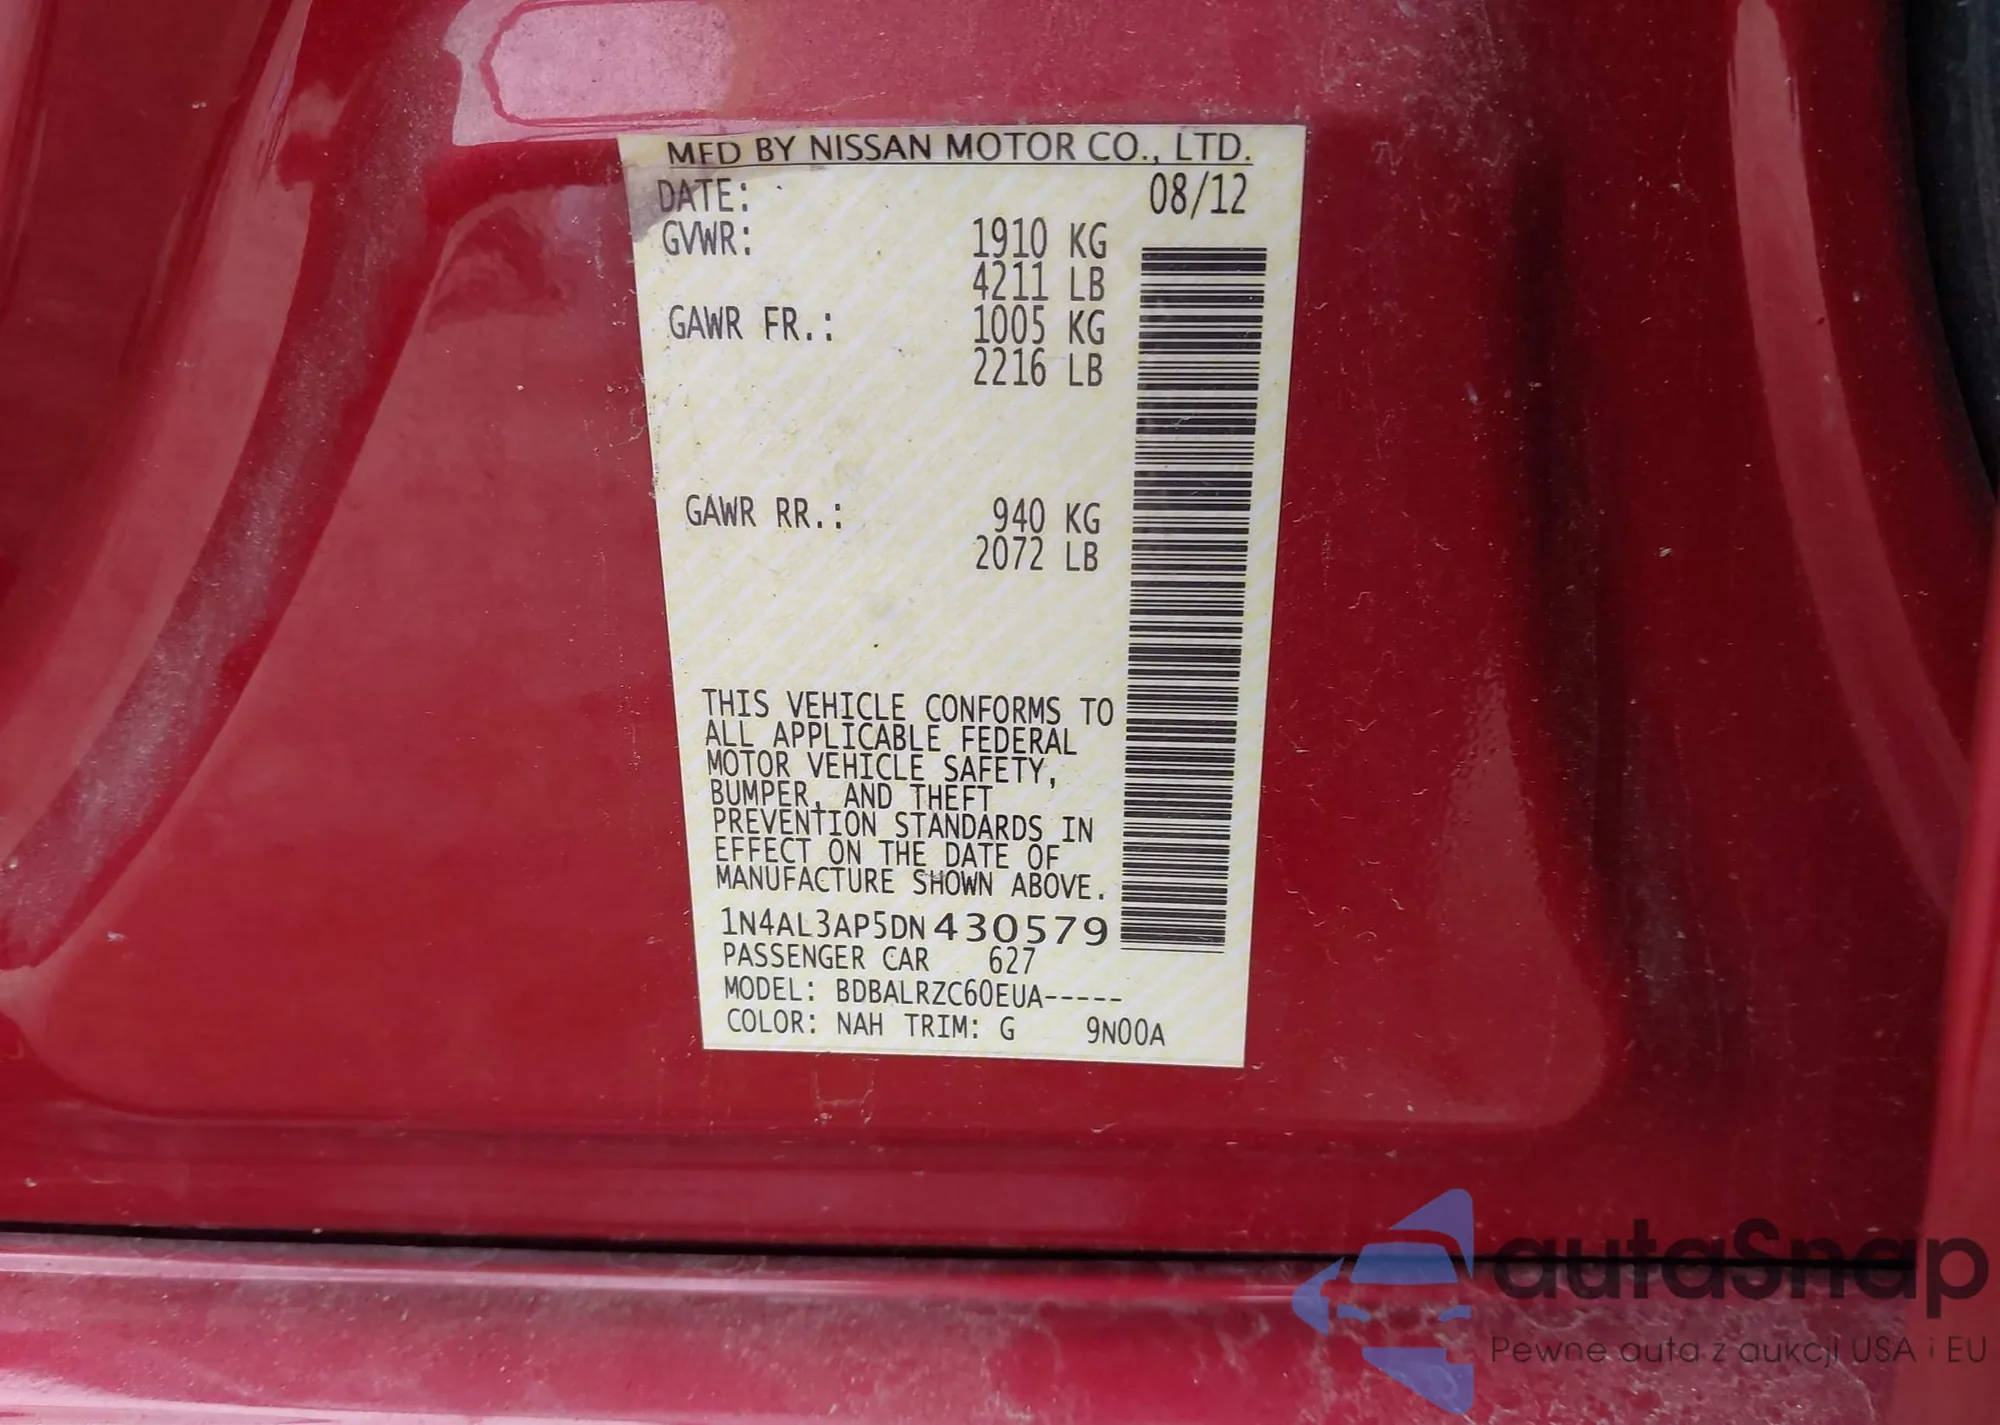 MFD BY NISSAN MOTOR CO., LTD.
DATE: 08/12
GVWR: 1910 KG
4211 LB
GAWR FR.: 1005 KG
2216 LB
GAWR RR.: 940 KG
2072 LB
THIS VEHICLE CONFORMS TO
ALL APPLICABLE FEDERAL
MOTOR VEHICLE SAFETY,
BUMPER, AND THEFT
PREVENTION STANDARDS IN
EFFECT ON THE DATE OF
MANUFACTURE SHOWN ABOVE.
1N4AL3AP5DN430579
PASSENGER CAR 627
MODEL: BDBALRZC60EUA-----
COLOR: NAH TRIM: G 9N00A
autaSnap
Pewne auta z aukcji USA i EU